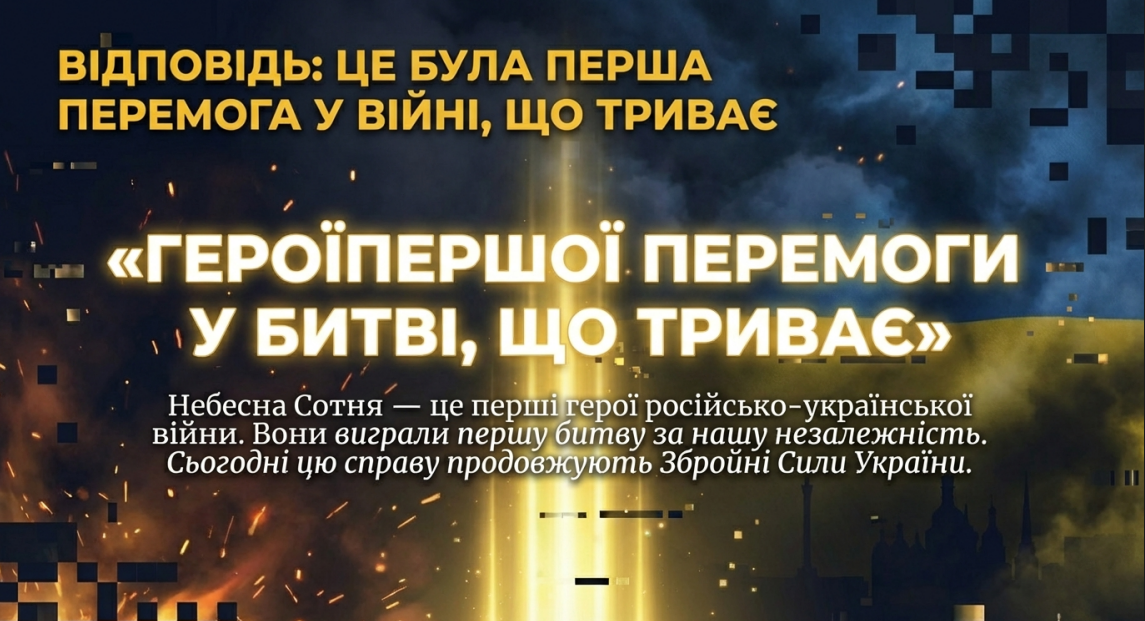 ВІДПОВІДЬ: ЦЕ БУЛА ПЕРША
ПЕРЕМОГА У ВІЙНІ, ЩО ТРИВАЄ
«ГЕРОЇПЕРШОЇ ПЕРЕМОГИ
У БИТВІ, ЩО ТРИВАЄ»
Небесна Сотня — це перші герої російсько-української
війни. Вони виграли першу битву за нашу незалежність.
Сьогодні цю справу продовжують Збройні Сили України.